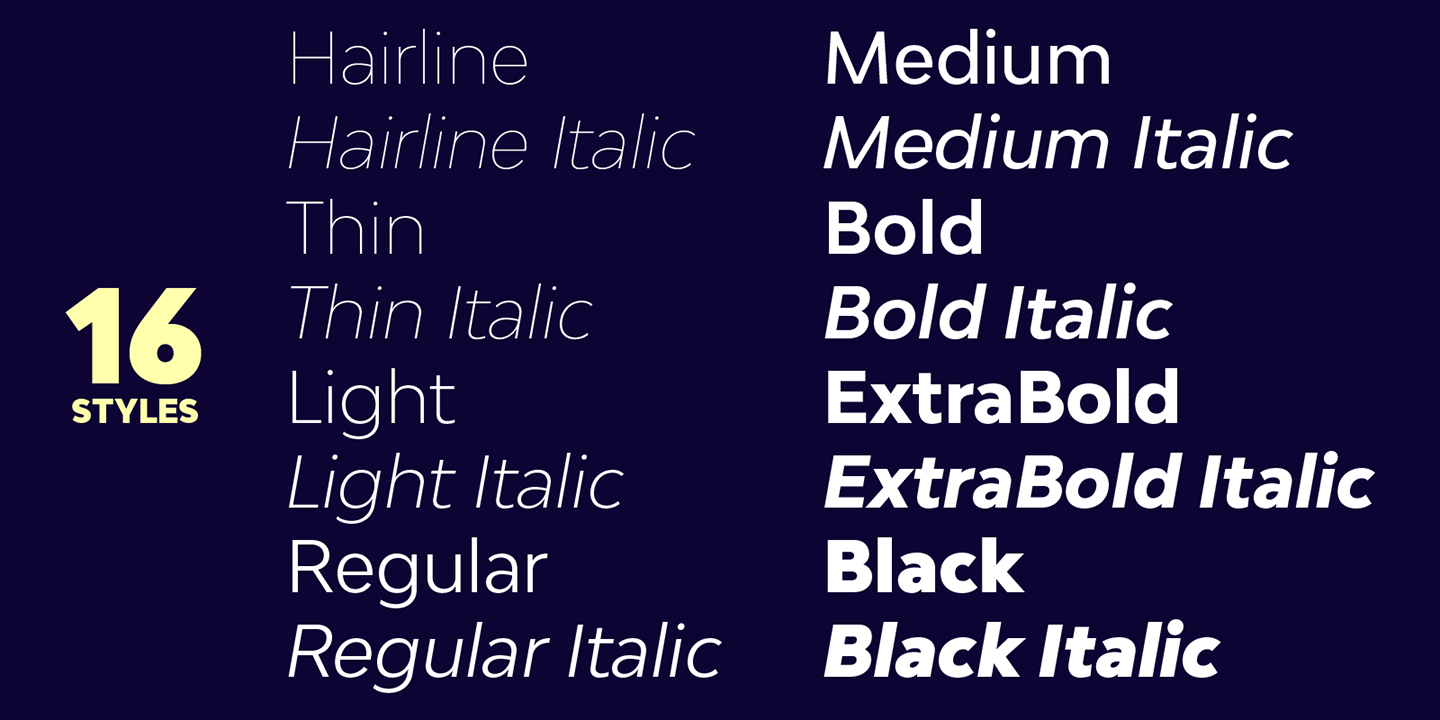 16
STYLES
Hairline
Hairline Italic
Thin
Thin Italic
Light
Light Italic
Regular
Regular Italic
Medium
Medium Italic
Bold
Bold Italic
ExtraBold
ExtraBold Italic
Black
Black Italic